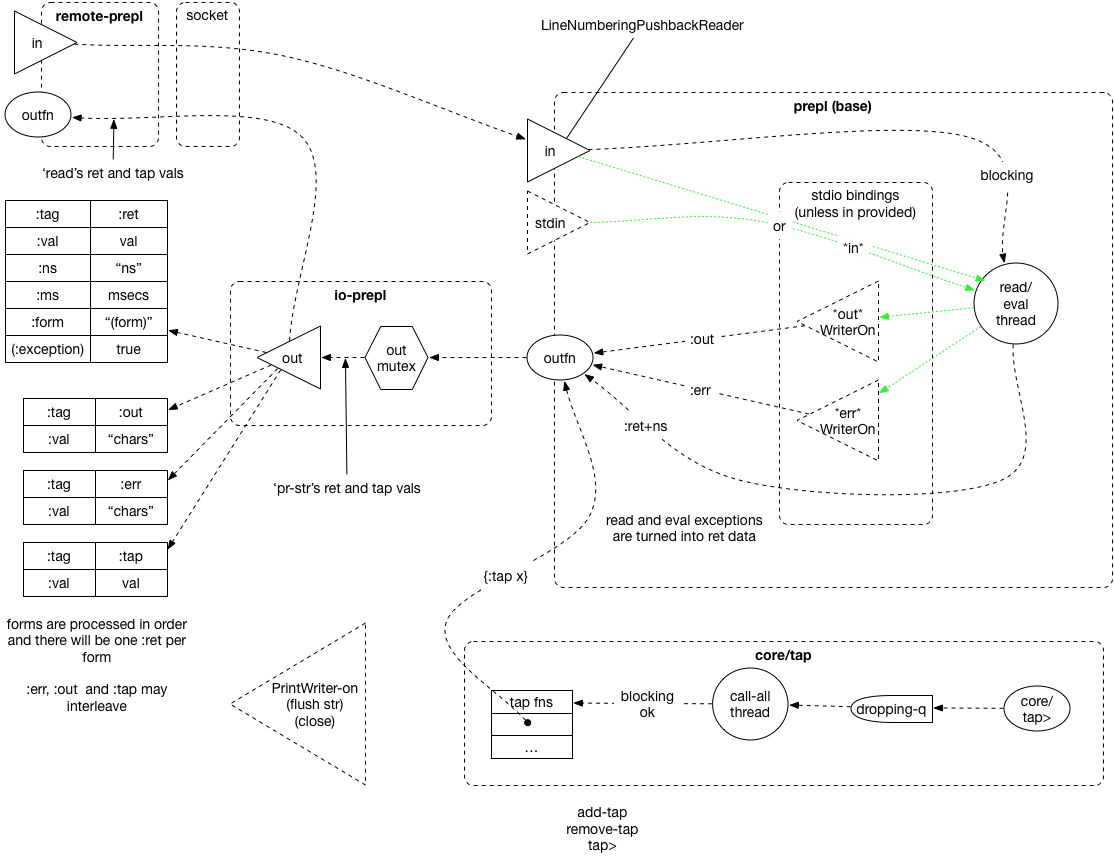 remote-prepl
socket
in
outfn
‘read’s ret and tap vals
LineNumberingPushbackReader
prepl (base)
in
stdin
blocking
stdio bindings
(unless in provided)
or
*in*
read/
eval
thread
*out*
WriterOn
:out
outfn
:err
*err*
WriterOn
:ret+ns
read and eval exceptions
are turned into ret data
:tag :ret
:val val
:ns “ns”
:ms msecs
:form “(form)”
(:exception) true
io-prepl
out
out
mutex
‘pr-str’s ret and tap vals
:tag :out
:val “chars”
:tag :err
:val “chars”
:tag :tap
:val val
{:tap x}
forms are processed in order
and there will be one :ret per
form
:err, :out  and :tap may
interleave
PrintWriter-on
(flush str)
(close)
core/tap
tap fns
...
blocking
ok
call-all
thread
dropping-q
core/
tap>
add-tap
remove-tap
tap>